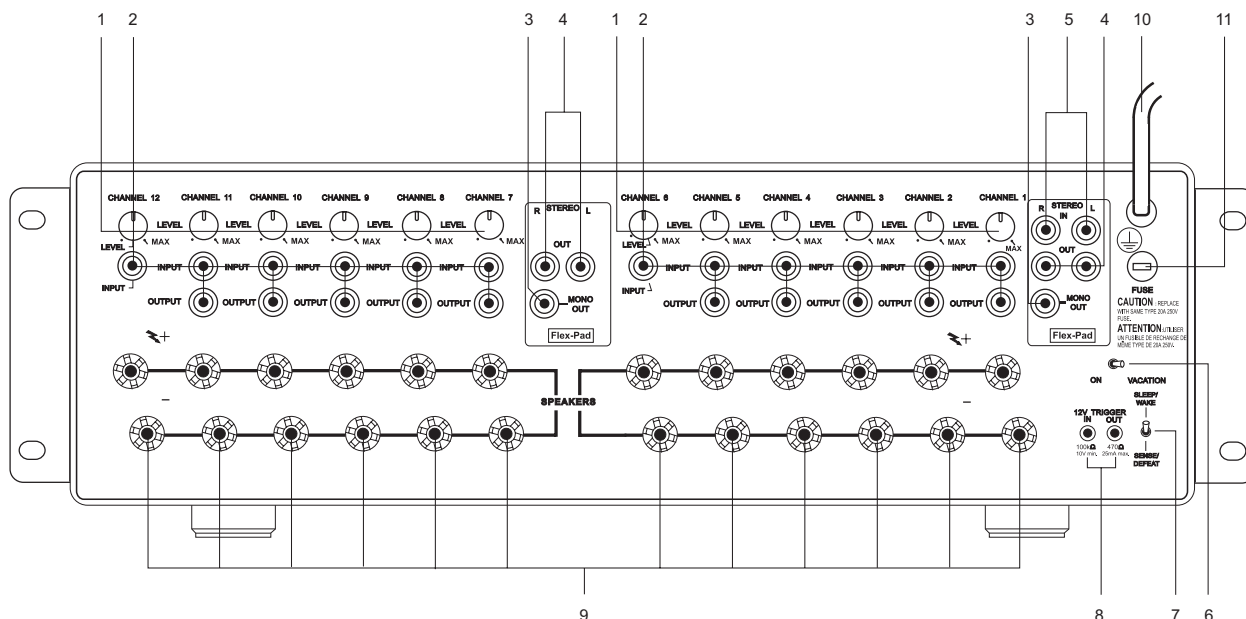 1 2 3 4 1 2 3 5 4 10 11
CHANNEL 12 CHANNEL 11 CHANNEL 10 CHANNEL 9 CHANNEL 8 CHANNEL 7 CHANNEL 6 CHANNEL 5 CHANNEL 4 CHANNEL 3 CHANNEL 2 CHANNEL 1
R STEREO L
R STEREO L
IN
LEVEL LEVEL LEVEL LEVEL LEVEL LEVEL LEVEL LEVEL LEVEL LEVEL
MAX MAX MAX MAX MAX MAX MAX MAX MAX MAX MAX MAX
LEVEL LEVEL
OUT OUT
INPUT INPUT INPUT INPUT INPUT INPUT INPUT INPUT INPUT INPUT
INPUT INPUT
OUTPUT OUTPUT OUTPUT OUTPUT OUTPUT OUTPUT OUTPUT OUTPUT OUTPUT OUTPUT
MONO OUT
MONO OUT
Flex-Pad Flex-Pad
FUSE
CAUTION : REPLACE
WITH SAME TYPE 20A 250V
FUSE.
ATTENTION:UTILISER
UN FUSIBLE DE RECHANGE DE
MÊME TYPE DE 20A 250V.
+ +
SPEAKERS
– –
ON VACATION
SLEEP/
WAKE
12V TRIGGER
IN OUT
100kΩ 470Ω
10V min. 25mA max.
SENSE/
DEFEAT
9 8 7 6